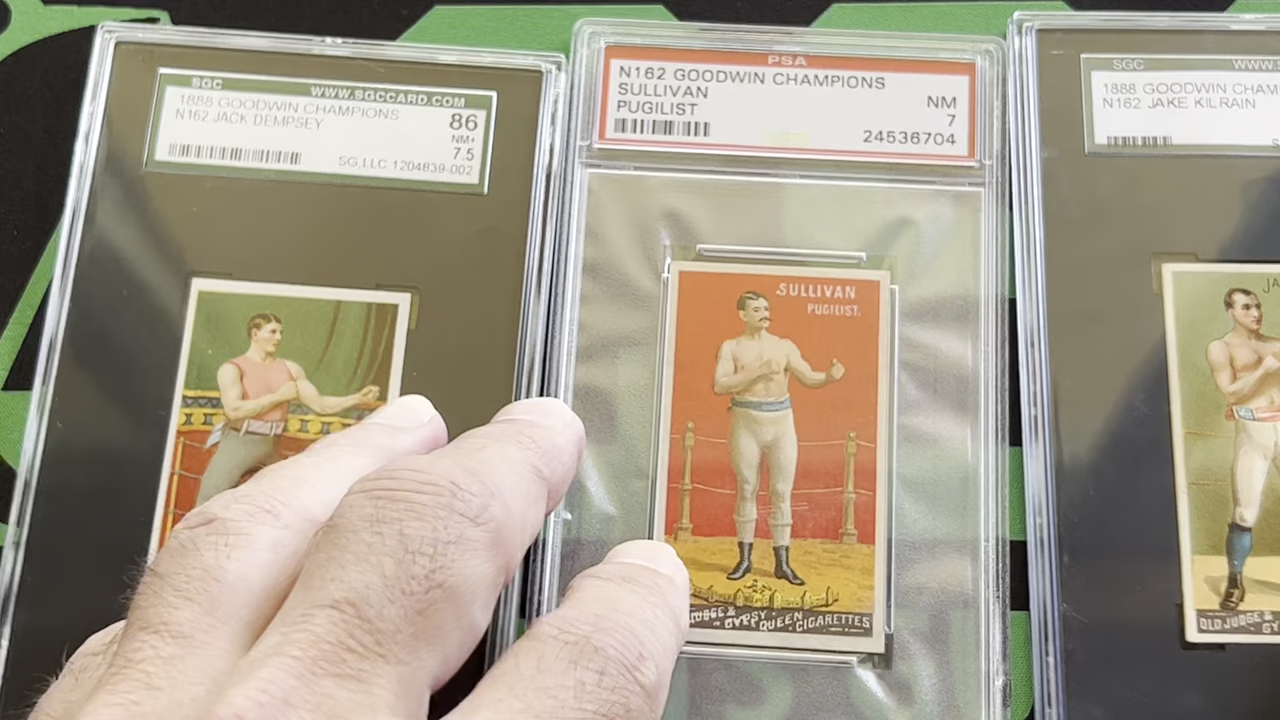 SGC WWW.SGCCARD.COM
1888 GOODWIN CHAMPIONS
N162 JACK DEMPSEY
86
NM+
7.5
SG,LLC 1204839-002
PSA
N162 GOODWIN CHAMPIONS
SULLIVAN
PUGILIST
NM
7
24536704
SULLIVAN
PUGILIST.
JUDGE &
GYPSY QUEEN CIGARETTES
SGC WWW.S
1888 GOODWIN CHAM
N162 JAKE KILRAIN
JA
OLD JUDGE &
GY